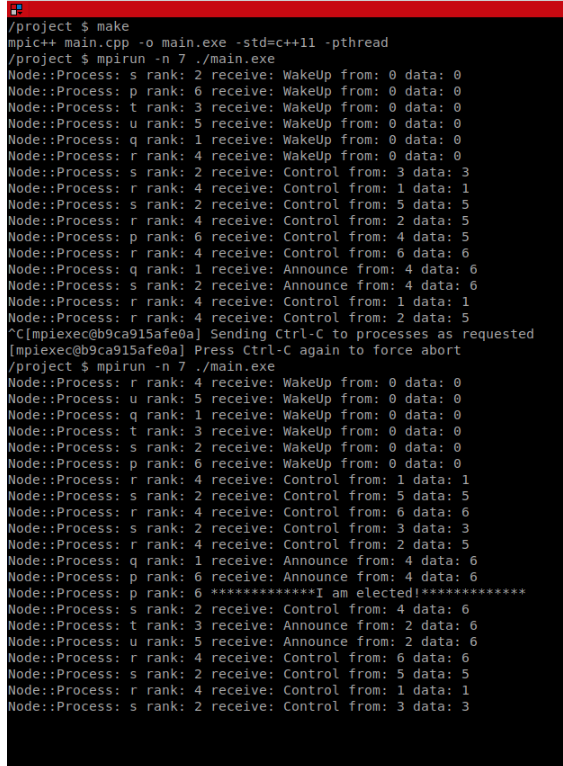 /project $ make
mpic++ main.cpp -o main.exe -std=c++11 -pthread
/project $ mpirun -n 7 ./main.exe
Node::Process: s rank: 2 receive: WakeUp from: 0 data: 0
Node::Process: p rank: 6 receive: WakeUp from: 0 data: 0
Node::Process: t rank: 3 receive: WakeUp from: 0 data: 0
Node::Process: u rank: 5 receive: WakeUp from: 0 data: 0
Node::Process: q rank: 1 receive: WakeUp from: 0 data: 0
Node::Process: r rank: 4 receive: WakeUp from: 0 data: 0
Node::Process: s rank: 2 receive: Control from: 3 data: 3
Node::Process: r rank: 4 receive: Control from: 1 data: 1
Node::Process: s rank: 2 receive: Control from: 5 data: 5
Node::Process: r rank: 4 receive: Control from: 2 data: 5
Node::Process: p rank: 6 receive: Control from: 4 data: 5
Node::Process: r rank: 4 receive: Control from: 6 data: 6
Node::Process: q rank: 1 receive: Announce from: 4 data: 6
Node::Process: s rank: 2 receive: Announce from: 4 data: 6
Node::Process: r rank: 4 receive: Control from: 1 data: 1
Node::Process: r rank: 4 receive: Control from: 2 data: 5
^C[mpiexec@b9ca915afe0a] Sending Ctrl-C to processes as requested
[mpiexec@b9ca915afe0a] Press Ctrl-C again to force abort
/project $ mpirun -n 7 ./main.exe
Node::Process: r rank: 4 receive: WakeUp from: 0 data: 0
Node::Process: u rank: 5 receive: WakeUp from: 0 data: 0
Node::Process: q rank: 1 receive: WakeUp from: 0 data: 0
Node::Process: t rank: 3 receive: WakeUp from: 0 data: 0
Node::Process: s rank: 2 receive: WakeUp from: 0 data: 0
Node::Process: p rank: 6 receive: WakeUp from: 0 data: 0
Node::Process: r rank: 4 receive: Control from: 1 data: 1
Node::Process: s rank: 2 receive: Control from: 5 data: 5
Node::Process: r rank: 4 receive: Control from: 6 data: 6
Node::Process: s rank: 2 receive: Control from: 3 data: 3
Node::Process: r rank: 4 receive: Control from: 2 data: 5
Node::Process: q rank: 1 receive: Announce from: 4 data: 6
Node::Process: p rank: 6 receive: Announce from: 4 data: 6
Node::Process: p rank: 6 *************I am elected!*************
Node::Process: s rank: 2 receive: Control from: 4 data: 6
Node::Process: t rank: 3 receive: Announce from: 2 data: 6
Node::Process: u rank: 5 receive: Announce from: 2 data: 6
Node::Process: r rank: 4 receive: Control from: 6 data: 6
Node::Process: s rank: 2 receive: Control from: 5 data: 5
Node::Process: r rank: 4 receive: Control from: 1 data: 1
Node::Process: s rank: 2 receive: Control from: 3 data: 3